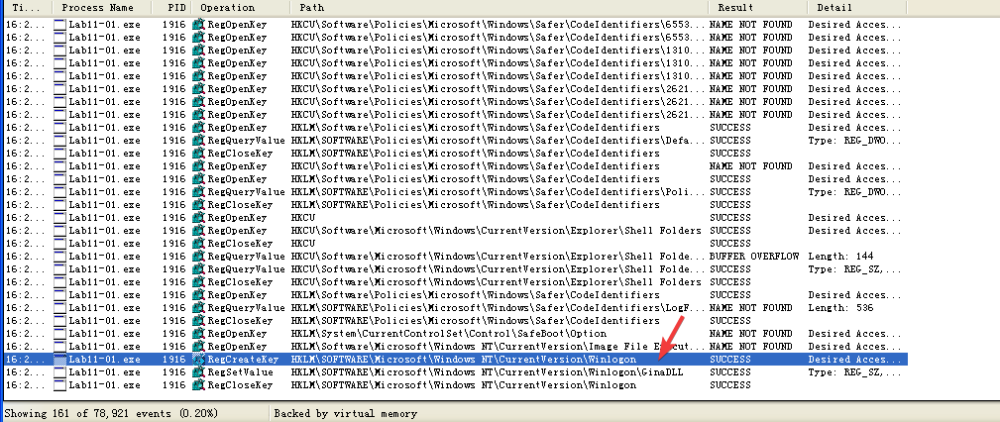 Ti... Process Name PID Operation Path Result Detail
16:2... Lab11-01.exe 1916 RegOpenKey HKCU\Software\Policies\Microsoft\Windows\Safer\CodeIdentifiers\6553... NAME NOT FOUND Desired Acces...
16:2... Lab11-01.exe 1916 RegOpenKey HKCU\Software\Policies\Microsoft\Windows\Safer\CodeIdentifiers\6553... NAME NOT FOUND Desired Acces...
16:2... Lab11-01.exe 1916 RegOpenKey HKCU\Software\Policies\Microsoft\Windows\Safer\CodeIdentifiers\1310... NAME NOT FOUND Desired Acces...
16:2... Lab11-01.exe 1916 RegOpenKey HKCU\Software\Policies\Microsoft\Windows\Safer\CodeIdentifiers\1310... NAME NOT FOUND Desired Acces...
16:2... Lab11-01.exe 1916 RegOpenKey HKCU\Software\Policies\Microsoft\Windows\Safer\CodeIdentifiers\1310... NAME NOT FOUND Desired Acces...
16:2... Lab11-01.exe 1916 RegOpenKey HKCU\Software\Policies\Microsoft\Windows\Safer\CodeIdentifiers\2621... NAME NOT FOUND Desired Acces...
16:2... Lab11-01.exe 1916 RegOpenKey HKCU\Software\Policies\Microsoft\Windows\Safer\CodeIdentifiers\2621... NAME NOT FOUND Desired Acces...
16:2... Lab11-01.exe 1916 RegOpenKey HKCU\Software\Policies\Microsoft\Windows\Safer\CodeIdentifiers\2621... NAME NOT FOUND Desired Acces...
16:2... Lab11-01.exe 1916 RegOpenKey HKLM\SOFTWARE\Policies\Microsoft\Windows\Safer\CodeIdentifiers SUCCESS Desired Acces...
16:2... Lab11-01.exe 1916 RegQueryValue HKLM\SOFTWARE\Policies\Microsoft\Windows\Safer\CodeIdentifiers\Defa... SUCCESS Type: REG_DWO...
16:2... Lab11-01.exe 1916 RegCloseKey HKLM\SOFTWARE\Policies\Microsoft\Windows\Safer\CodeIdentifiers SUCCESS
16:2... Lab11-01.exe 1916 RegOpenKey HKCU\Software\Policies\Microsoft\Windows\Safer\CodeIdentifiers NAME NOT FOUND Desired Acces...
16:2... Lab11-01.exe 1916 RegOpenKey HKLM\SOFTWARE\Policies\Microsoft\Windows\Safer\CodeIdentifiers SUCCESS Desired Acces...
16:2... Lab11-01.exe 1916 RegQueryValue HKLM\SOFTWARE\Policies\Microsoft\Windows\Safer\CodeIdentifiers\Poli... SUCCESS Type: REG_DWO...
16:2... Lab11-01.exe 1916 RegCloseKey HKLM\SOFTWARE\Policies\Microsoft\Windows\Safer\CodeIdentifiers SUCCESS
16:2... Lab11-01.exe 1916 RegOpenKey HKCU SUCCESS Desired Acces...
16:2... Lab11-01.exe 1916 RegOpenKey HKCU\Software\Microsoft\Windows\CurrentVersion\Explorer\Shell Folders SUCCESS Desired Acces...
16:2... Lab11-01.exe 1916 RegCloseKey HKCU SUCCESS
16:2... Lab11-01.exe 1916 RegQueryValue HKCU\Software\Microsoft\Windows\CurrentVersion\Explorer\Shell Folde... BUFFER OVERFLOW Length: 144
16:2... Lab11-01.exe 1916 RegQueryValue HKCU\Software\Microsoft\Windows\CurrentVersion\Explorer\Shell Folde... SUCCESS Type: REG_SZ,...
16:2... Lab11-01.exe 1916 RegCloseKey HKCU\Software\Microsoft\Windows\CurrentVersion\Explorer\Shell Folders SUCCESS
16:2... Lab11-01.exe 1916 RegOpenKey HKLM\SOFTWARE\Policies\Microsoft\Windows\Safer\CodeIdentifiers SUCCESS Desired Acces...
16:2... Lab11-01.exe 1916 RegQueryValue HKLM\SOFTWARE\Policies\Microsoft\Windows\Safer\CodeIdentifiers\LogF... NAME NOT FOUND Length: 536
16:2... Lab11-01.exe 1916 RegCloseKey HKLM\SOFTWARE\Policies\Microsoft\Windows\Safer\CodeIdentifiers SUCCESS
16:2... Lab11-01.exe 1916 RegOpenKey HKLM\System\CurrentControlSet\Control\SafeBoot\Option NAME NOT FOUND Desired Acces...
16:2... Lab11-01.exe 1916 RegOpenKey HKLM\Software\Microsoft\Windows NT\CurrentVersion\Image File Execut... NAME NOT FOUND Desired Acces...
16:2... Lab11-01.exe 1916 RegCreateKey HKLM\SOFTWARE\Microsoft\Windows NT\CurrentVersion\Winlogon SUCCESS Desired Acces...
16:2... Lab11-01.exe 1916 RegSetValue HKLM\SOFTWARE\Microsoft\Windows NT\CurrentVersion\Winlogon\GinaDLL SUCCESS Type: REG_SZ,...
16:2... Lab11-01.exe 1916 RegCloseKey HKLM\SOFTWARE\Microsoft\Windows NT\CurrentVersion\Winlogon SUCCESS
Showing 161 of 78,921 events (0.20%) Backed by virtual memory